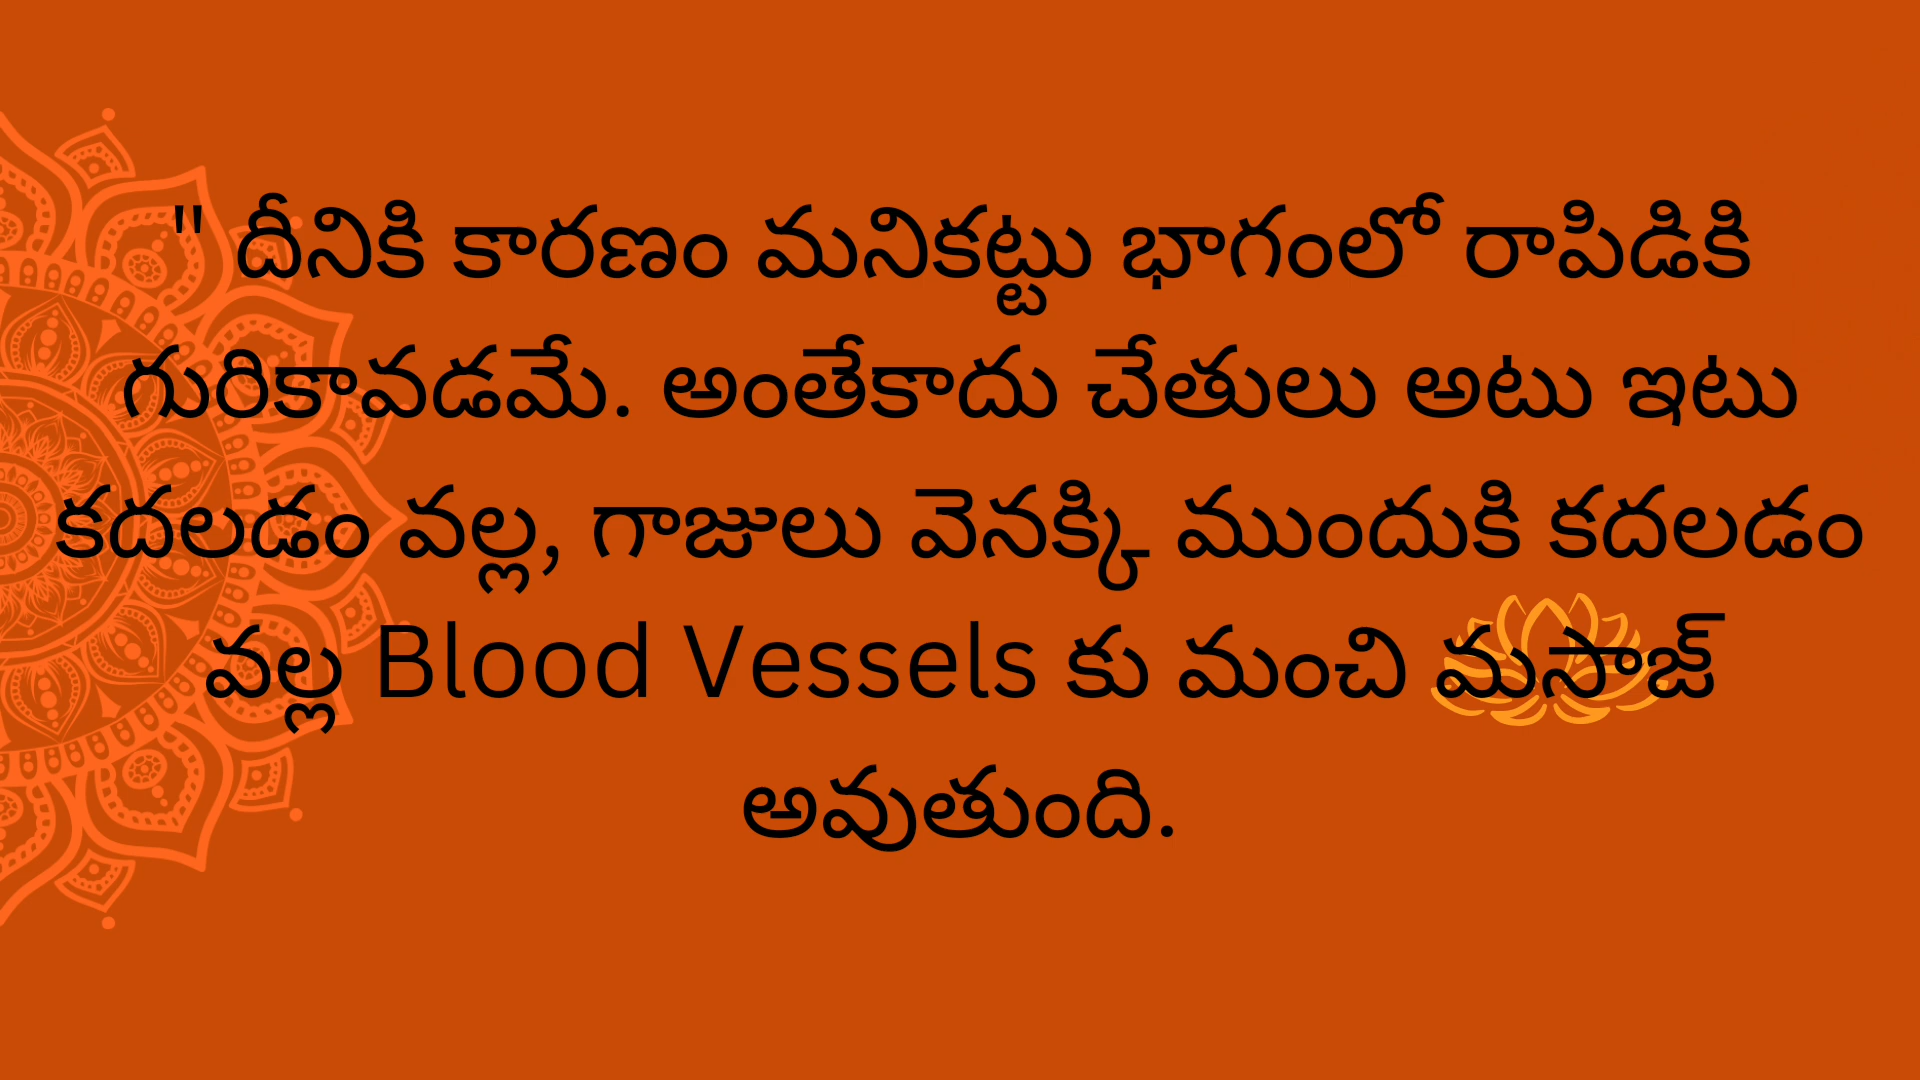 " దీనికి కారణం మనికట్టు భాగంలో రాపిడికి
గురికావడమే. అంతేకాదు చేతులు అటు ఇటు
కదలడం వల్ల, గాజులు వెనక్కి ముందుకి కదలడం
వల్ల Blood Vessels కు మంచి మసాజ్
అవుతుంది.